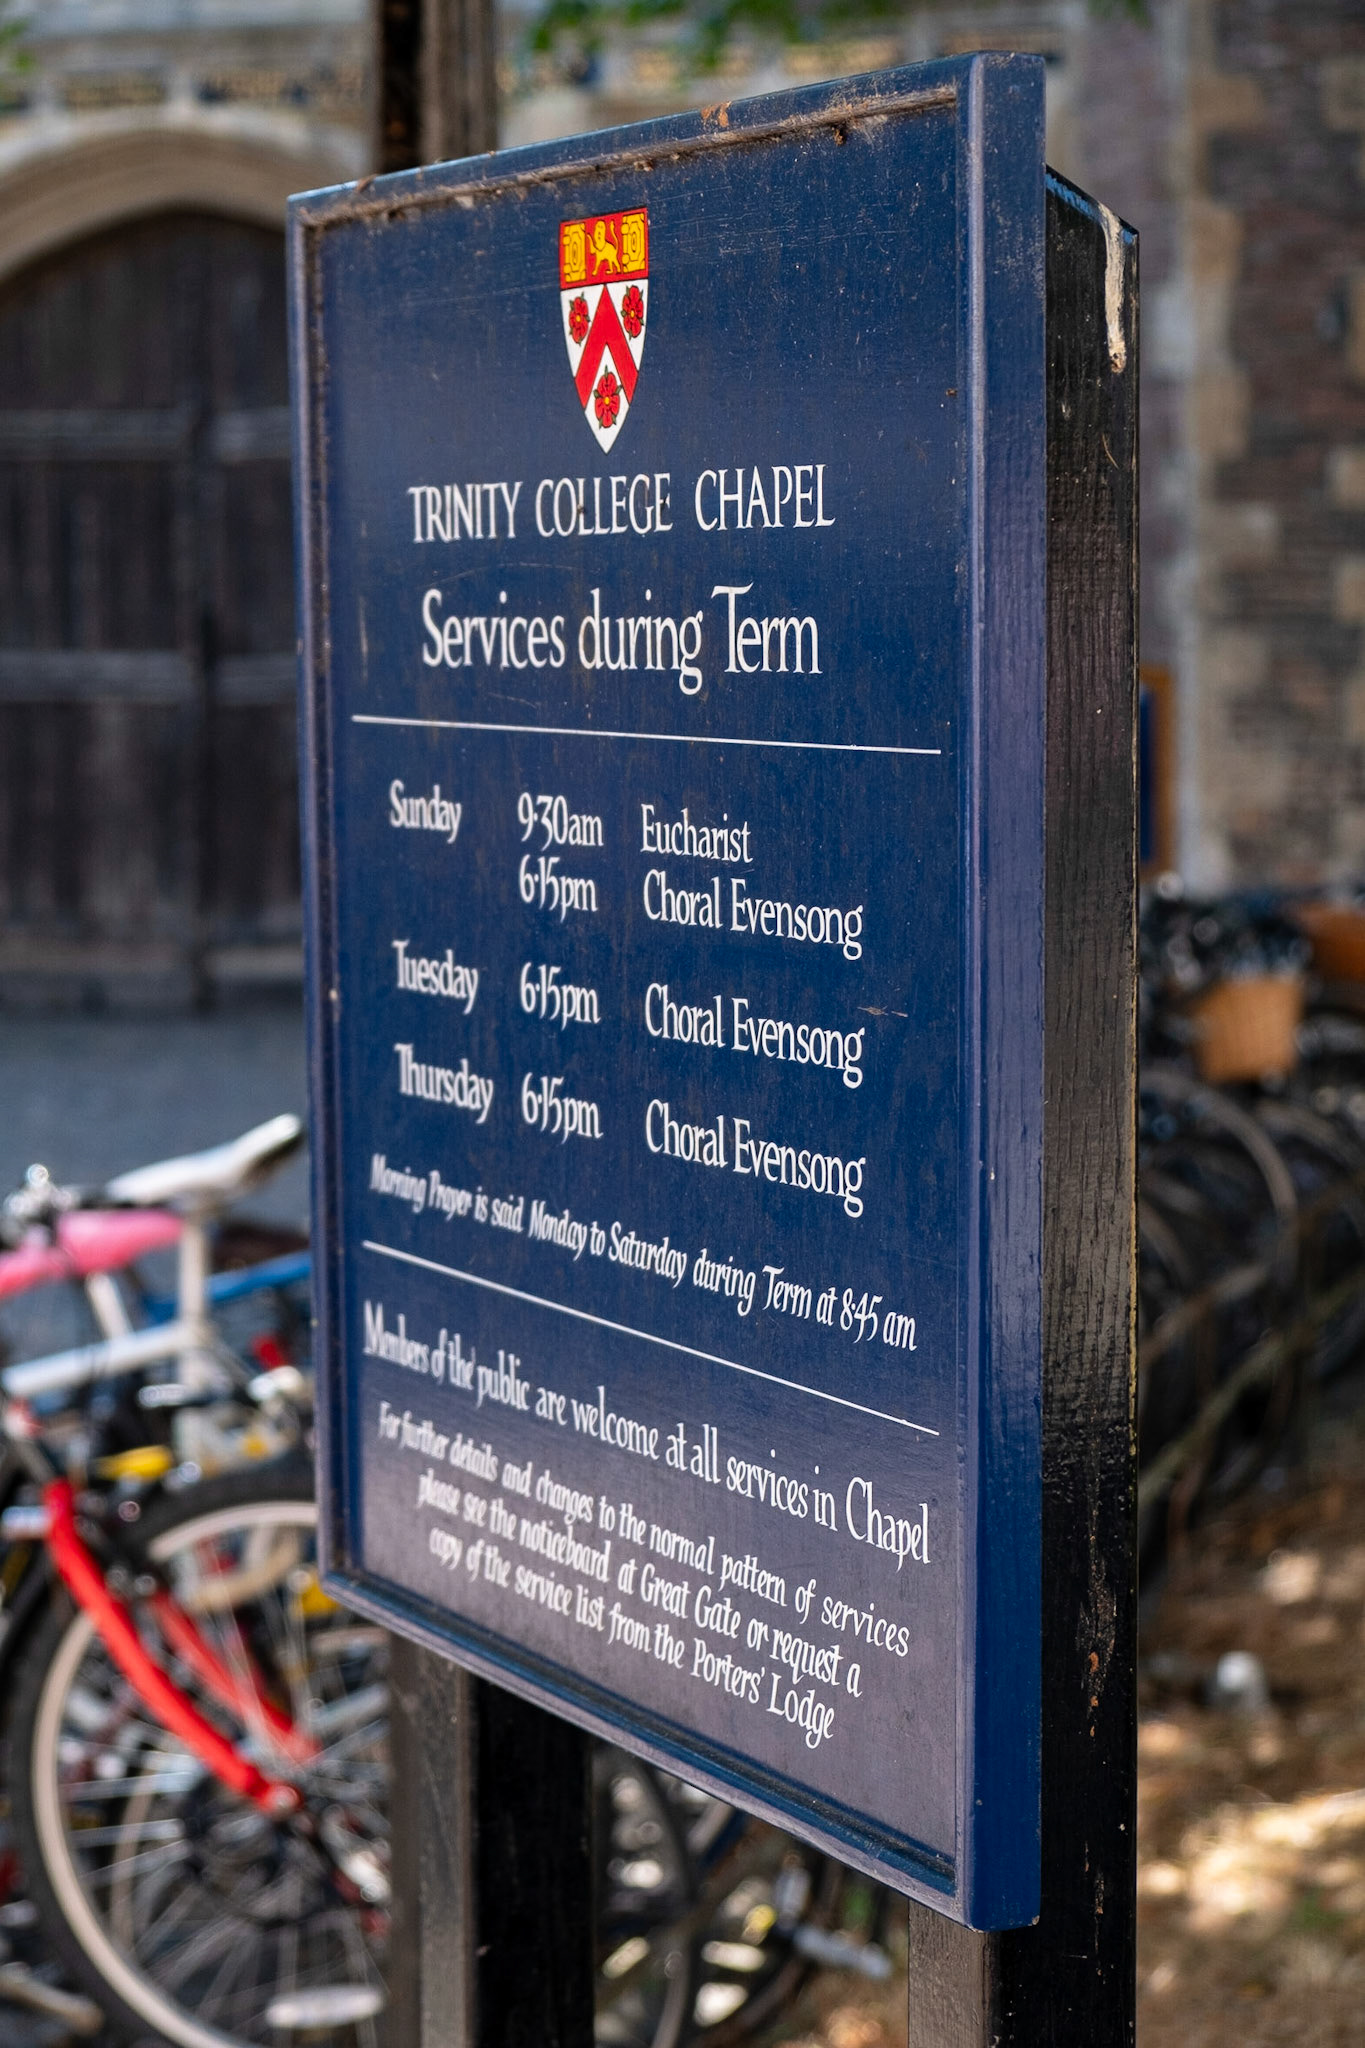 TRINITY COLLEGE CHAPEL
Services during Term
Sunday 9·30am Eucharist
6·15pm Choral Evensong
Tuesday 6·15pm Choral Evensong
Thursday 6·15pm Choral Evensong
Morning Prayer is said Monday to Saturday during Term at 8·45 am
Members of the public are welcome at all services in Chapel
For further details and changes to the normal pattern of services
please see the noticeboard at Great Gate or request a
copy of the service list from the Porters' Lodge